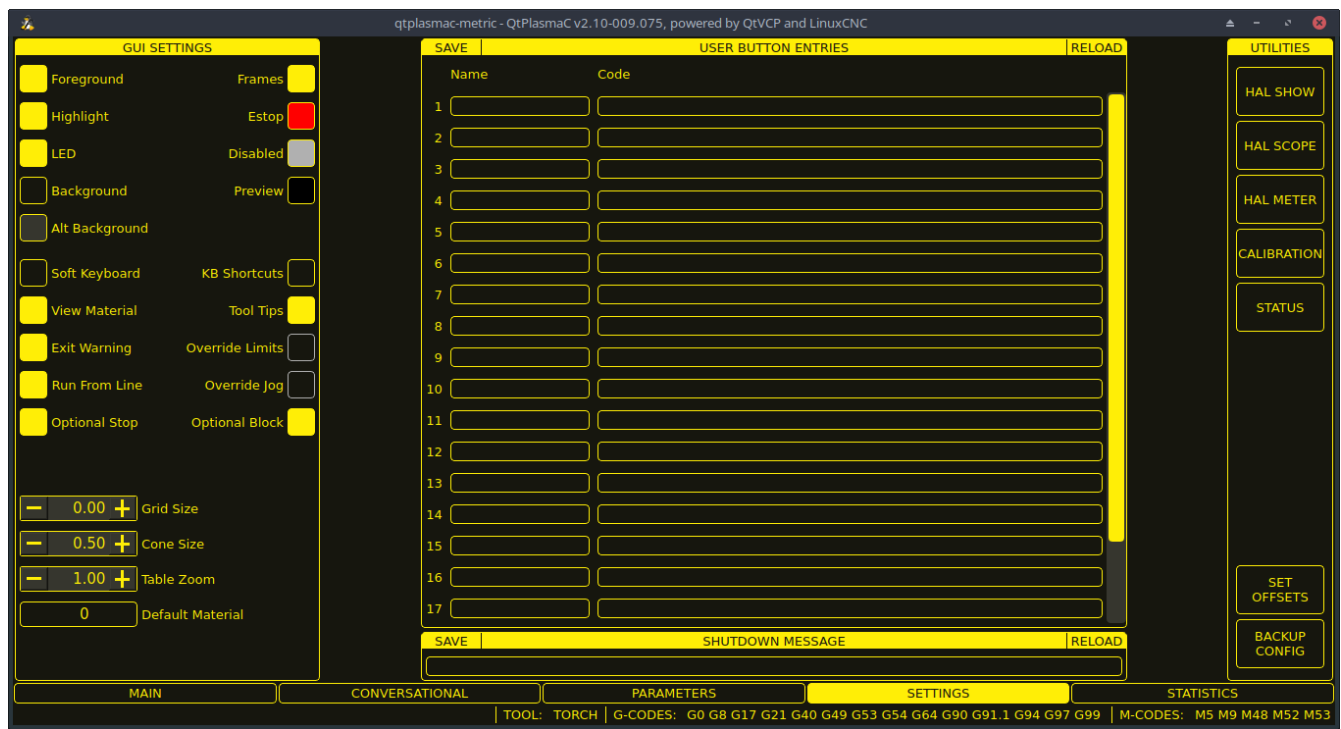 qtplasmac-metric - QtPlasmaC v2.10-009.075, powered by QtVCP and LinuxCNC
GUI SETTINGS
Foreground Frames
Highlight Estop
LED Disabled
Background Preview
Alt Background
Soft Keyboard KB Shortcuts
View Material Tool Tips
Exit Warning Override Limits
Run From Line Override Jog
Optional Stop Optional Block
− 0.00 + Grid Size
− 0.50 + Cone Size
− 1.00 + Table Zoom
0 Default Material
SAVE USER BUTTON ENTRIES RELOAD
Name Code
1
2
3
4
5
6
7
8
9
10
11
12
13
14
15
16
17
SAVE SHUTDOWN MESSAGE RELOAD
UTILITIES
HAL SHOW
HAL SCOPE
HAL METER
CALIBRATION
STATUS
SET
OFFSETS
BACKUP
CONFIG
MAIN CONVERSATIONAL PARAMETERS SETTINGS STATISTICS
TOOL: TORCH | G-CODES: G0 G8 G17 G21 G40 G49 G53 G54 G64 G90 G91.1 G94 G97 G99 | M-CODES: M5 M9 M48 M52 M53